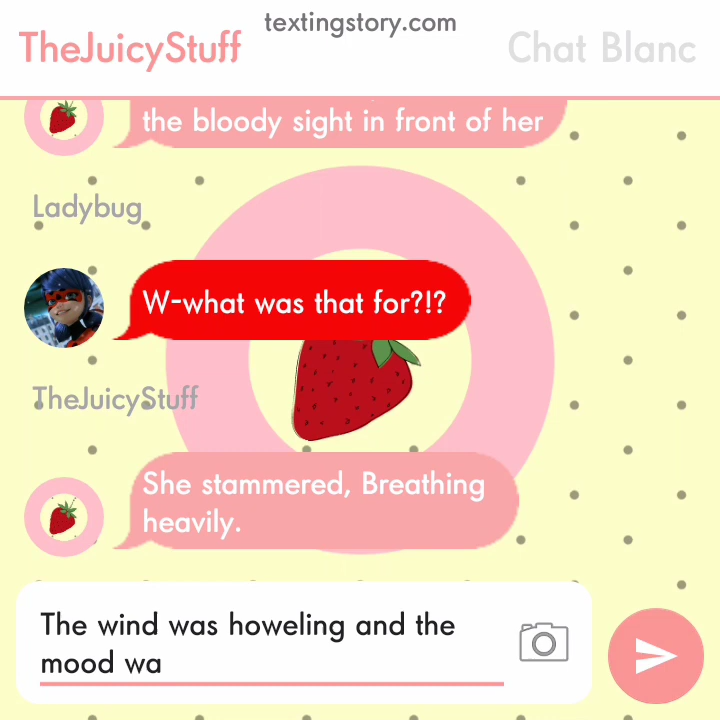 textingstory.com
TheJuicyStuff
Chat Blanc
the bloody sight in front of her
Ladybug
W-what was that for?!?
TheJuicyStuff
She stammered, Breathing
heavily.
The wind was howeling and the
mood wa